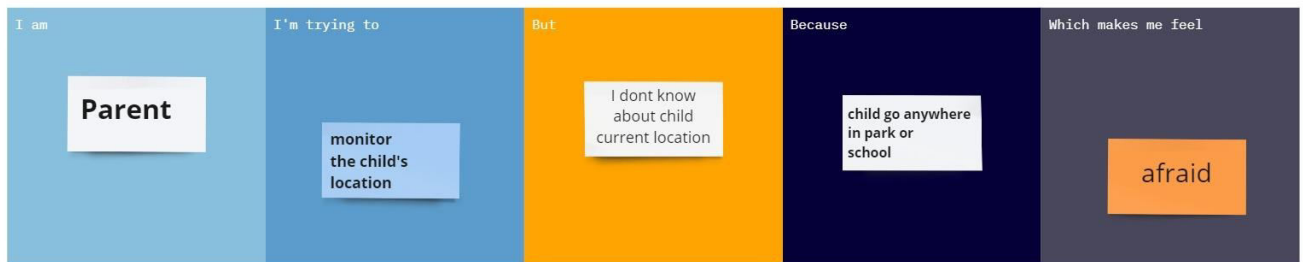 I am
Parent
I'm trying to
monitor
the child's
location
But
I dont know
about child
current location
Because
child go anywhere
in park or
school
Which makes me feel
afraid